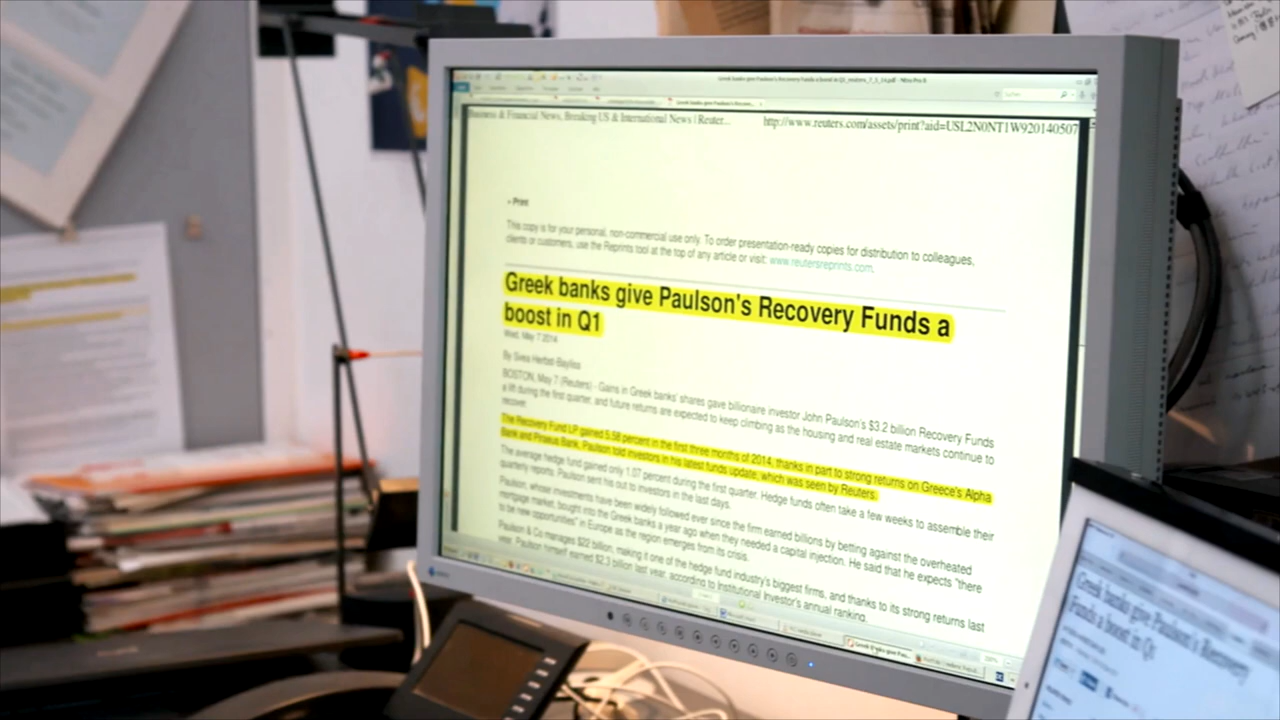 Greek banks give Paulson's Recovery Funds a boost in Q1_reuters_7_5_14.pdf - Nitro Pro 8
Business & Financial News, Breaking US & International News | Reuter...
http://www.reuters.com/assets/print?aid=USL2N0NT1W920140507
» Print
This copy is for your personal, non-commercial use only. To order presentation-ready copies for distribution to colleagues,
clients or customers, use the Reprints tool at the top of any article or visit: www.reutersreprints.com.
Greek banks give Paulson's Recovery Funds a
boost in Q1
Wed, May 7 2014
By Svea Herbst-Bayliss
BOSTON, May 7 (Reuters) - Gains in Greek banks' shares gave billionaire investor John Paulson's $3.2 billion Recovery Funds
a lift during the first quarter, and future returns are expected to keep climbing as the housing and real estate markets continue to
recover.
The Recovery Fund LP gained 5.58 percent in the first three months of 2014, thanks in part to strong returns on Greece's Alpha
Bank and Piraeus Bank, Paulson told investors in his latest funds update, which was seen by Reuters.
The average hedge fund gained only 1.07 percent during the first quarter. Hedge funds often take a few weeks to assemble their
quarterly reports. Paulson sent his out to investors in the last days.
Paulson, whose investments have been widely followed ever since the firm earned billions by betting against the overheated
mortgage market, bought into the Greek banks a year ago when they needed a capital injection. He said that he expects "there
to be new opportunities" in Europe as the region emerges from its crisis.
Paulson & Co manages $22 billion, making it one of the hedge fund industry's biggest firms, and thanks to its strong returns last
year, Paulson himself earned $2.3 billion last year, according to Institutional Investor's annual ranking.
Greek banks give Paulson's Recovery
Funds a boost in Q1